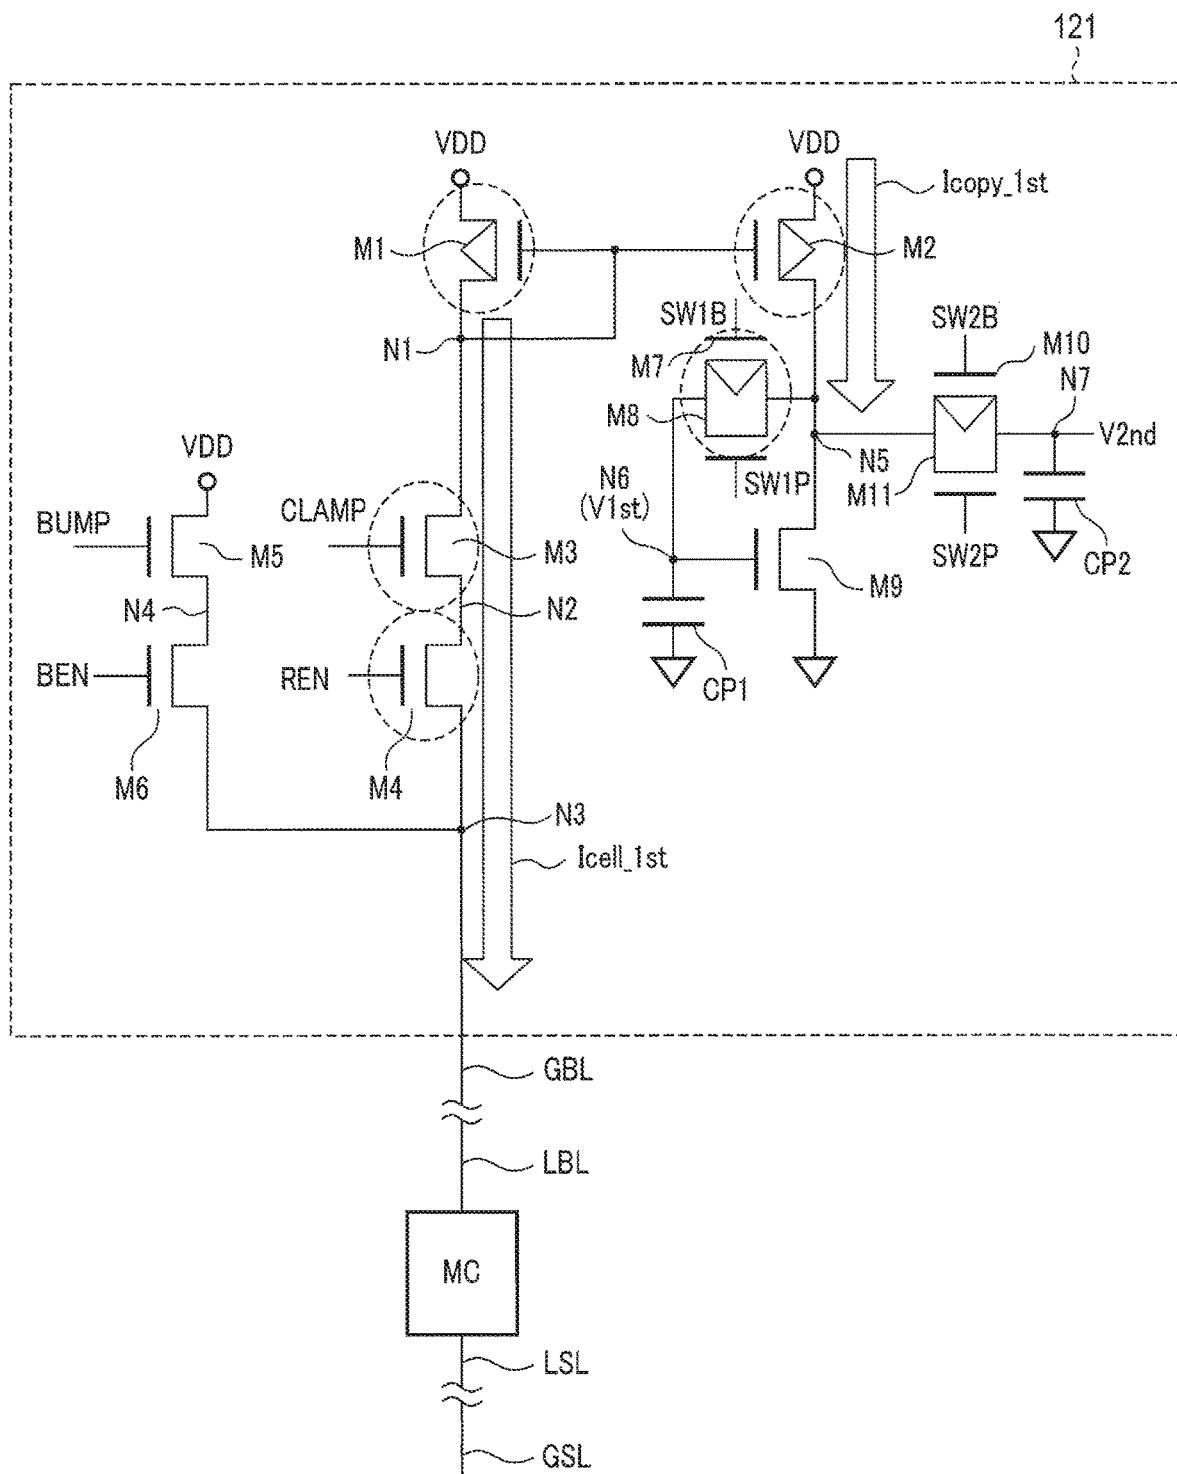 121
VDD
VDD
Icopy_1st
M1
M2
SW1B
SW2B
N1
M7
M10
N7
M8
V2nd
VDD
N5
M11
SW1P
N6
(V1st)
BUMP
CLAMP
M5
M3
SW2P
CP2
M9
N4
N2
BEN
REN
CP1
M6
M4
N3
Icell_1st
GBL
LBL
MC
LSL
GSL